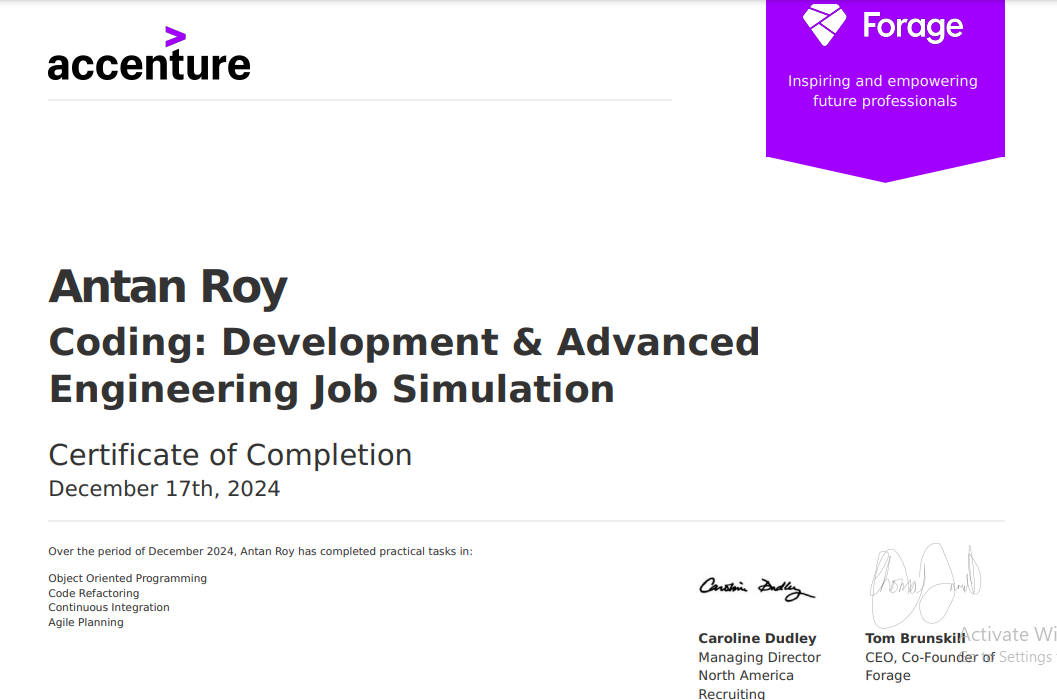 accenture
Forage
Inspiring and empowering
future professionals
Antan Roy
Coding: Development & Advanced
Engineering Job Simulation
Certificate of Completion
December 17th, 2024
Over the period of December 2024, Antan Roy has completed practical tasks in:
Object Oriented Programming
Code Refactoring
Continuous Integration
Agile Planning
Caroline Dudley
Caroline Dudley
Managing Director
North America
Recruiting
Tom Brunskill
CEO, Co-Founder of
Forage
Activate Wi
Go to Settings